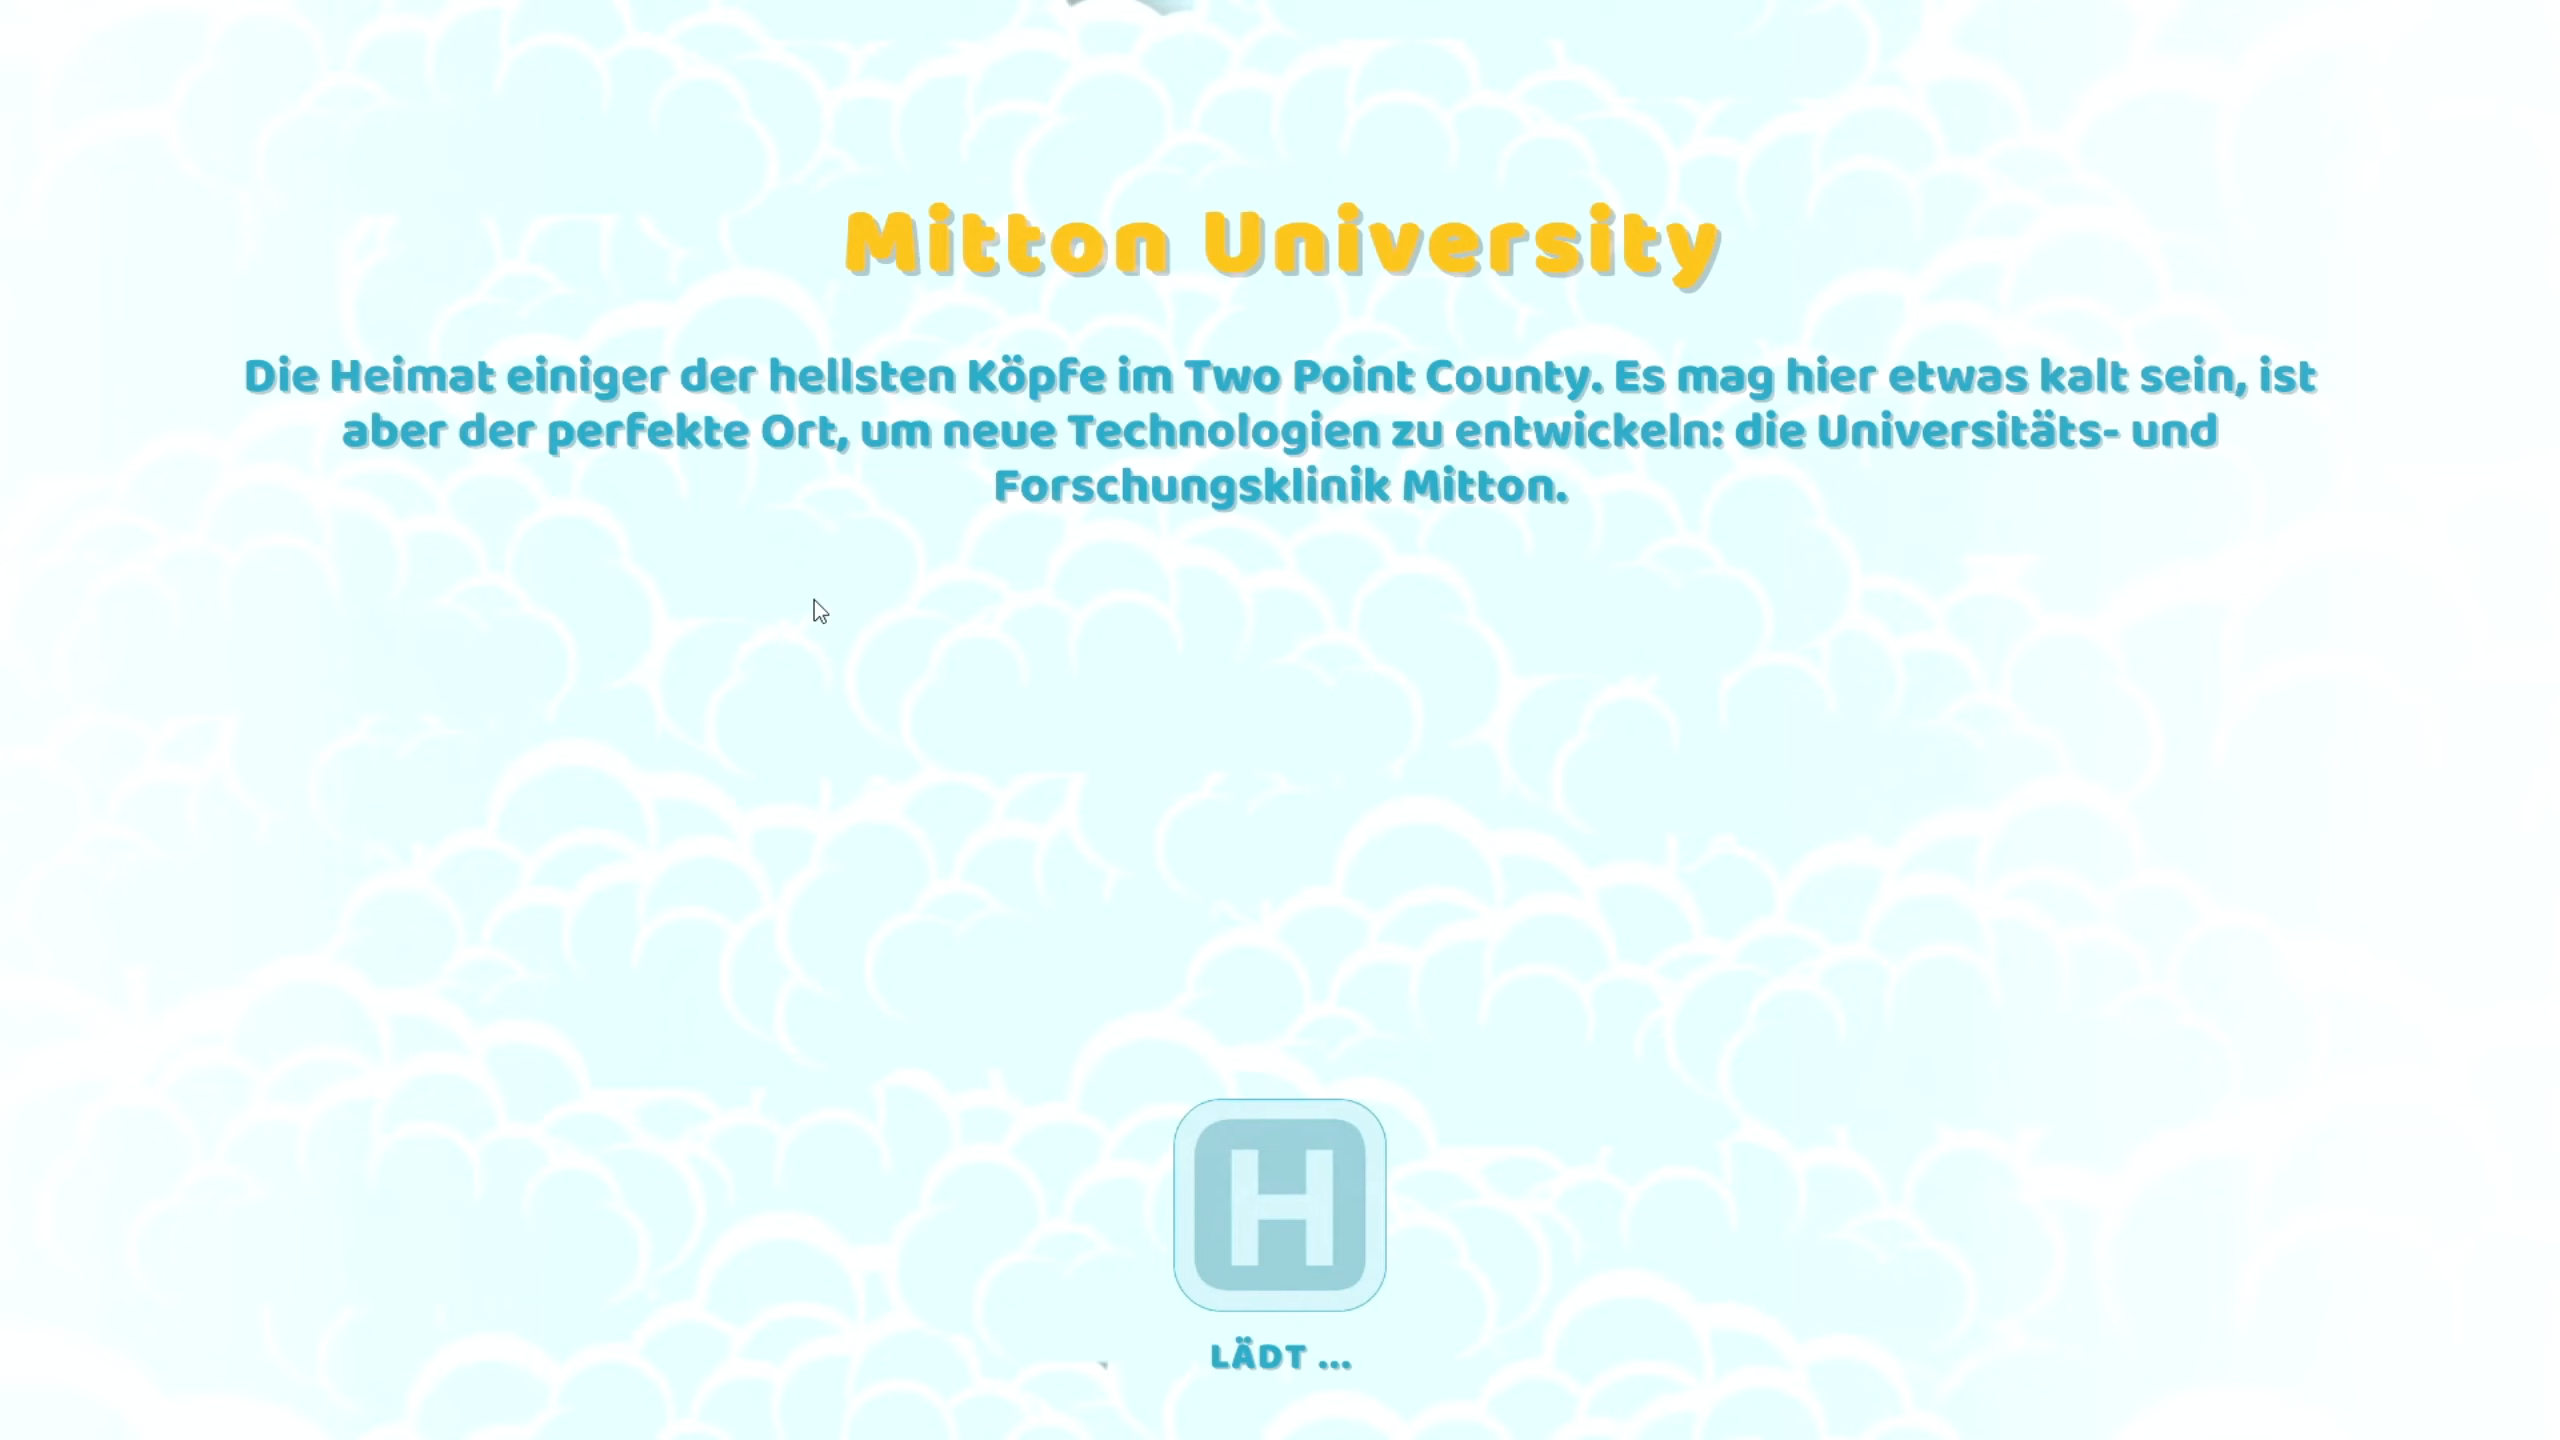 Mitton University
Die Heimat einiger der hellsten Köpfe im Two Point County. Es mag hier etwas kalt sein, ist
aber der perfekte Ort, um neue Technologien zu entwickeln: die Universitäts- und
Forschungsklinik Mitton.
H
LÄDT ...